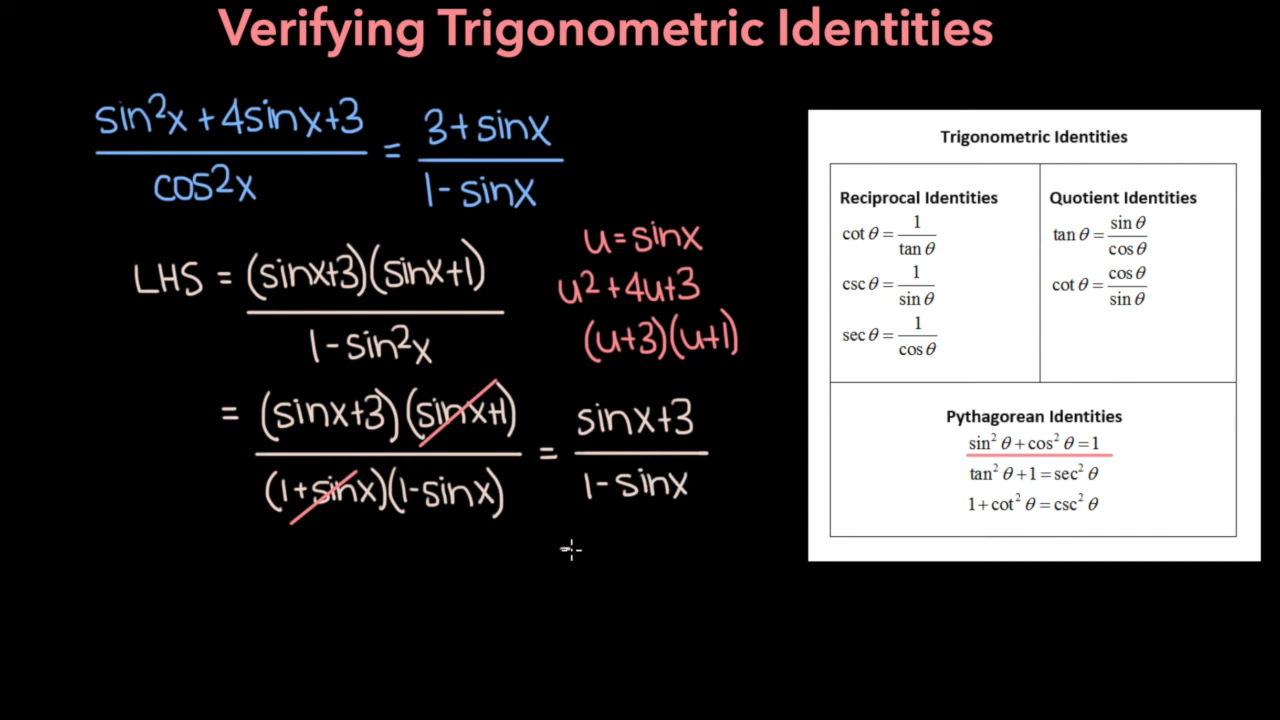 Verifying Trigonometric Identities
sin²x + 4sinx+3 / cos²x = 3+sinx / 1-sinx
LHS = (sinx+3)(sinx+1) / 1-sin²x
u=sinx
u²+4u+3
(u+3)(u+1)
= (sinx+3)(sinx+1) / (1+sinx)(1-sinx) = sinx+3 / 1-sinx
=
Trigonometric Identities
Reciprocal Identities
cot θ = 1 / tan θ
csc θ = 1 / sin θ
sec θ = 1 / cos θ
Quotient Identities
tan θ = sin θ / cos θ
cot θ = cos θ / sin θ
Pythagorean Identities
sin² θ + cos² θ = 1
tan² θ + 1 = sec² θ
1 + cot² θ = csc² θ